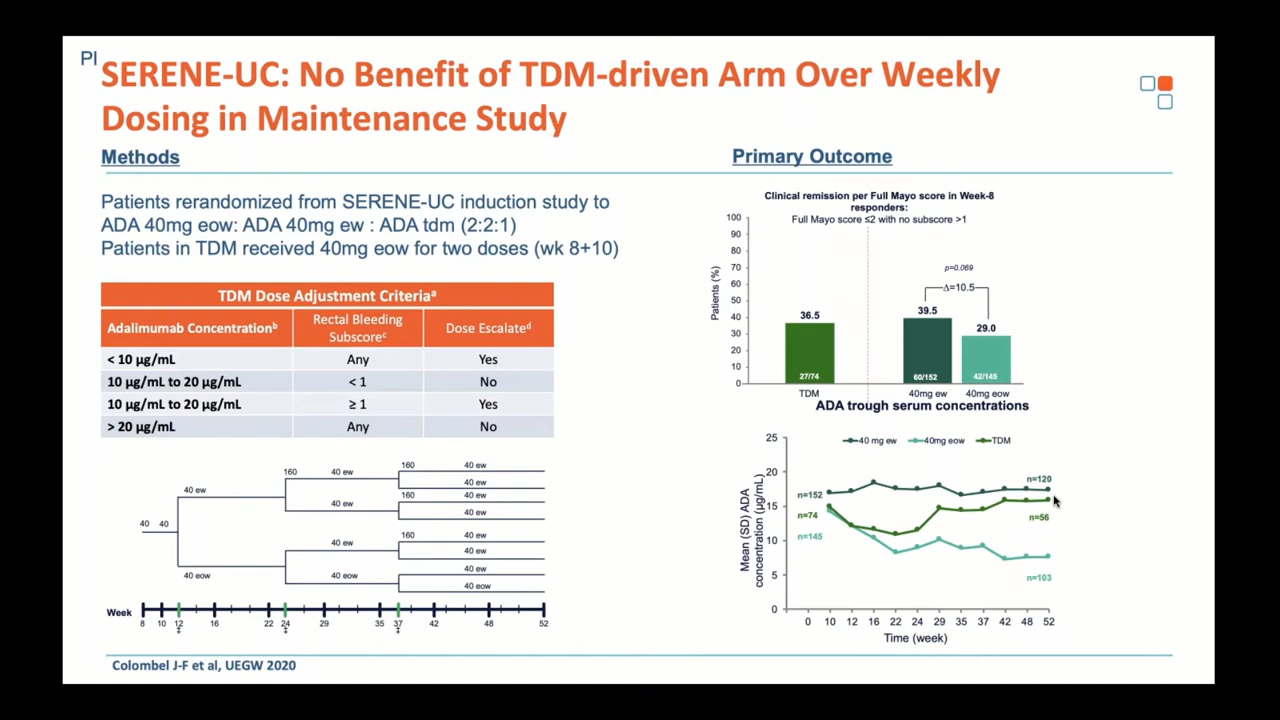 PI
SERENE-UC: No Benefit of TDM-driven Arm Over Weekly
Dosing in Maintenance Study
Methods
Patients rerandomized from SERENE-UC induction study to
ADA 40mg eow: ADA 40mg ew : ADA tdm (2:2:1)
Patients in TDM received 40mg eow for two doses (wk 8+10)
TDM Dose Adjustment Criteriaᵃ
Adalimumab Concentrationᵇ Rectal Bleeding Subscoreᶜ Dose Escalateᵈ
< 10 µg/mL Any Yes
10 µg/mL to 20 µg/mL < 1 No
10 µg/mL to 20 µg/mL ≥ 1 Yes
> 20 µg/mL Any No
40 40
40 ew
40 eow
160
40 ew
40 ew
40 ew
40 eow
160
40 ew
40 ew
160
40 ew
40 ew
160
40 ew
40 ew
40 ew
40 eow
Week
8 10 12 16 22 24 29 35 37 42 48 52
‡ ‡ ‡
Primary Outcome
Clinical remission per Full Mayo score in Week-8
responders:
Full Mayo score ≤2 with no subscore >1
Patients (%)
100
90
80
70
60
50
40
30
20
10
0
p=0.069
Δ=10.5
36.5
39.5
29.0
27/74
60/152
42/145
TDM
40mg ew
40mg eow
ADA trough serum concentrations
Mean (SD) ADA
concentration (µg/mL)
25
20
15
10
5
0
40 mg ew 40mg eow TDM
n=152
n=74
n=145
n=120
n=56
n=103
0 10 12 16 22 24 29 35 37 42 48 52
Time (week)
Colombel J-F et al, UEGW 2020